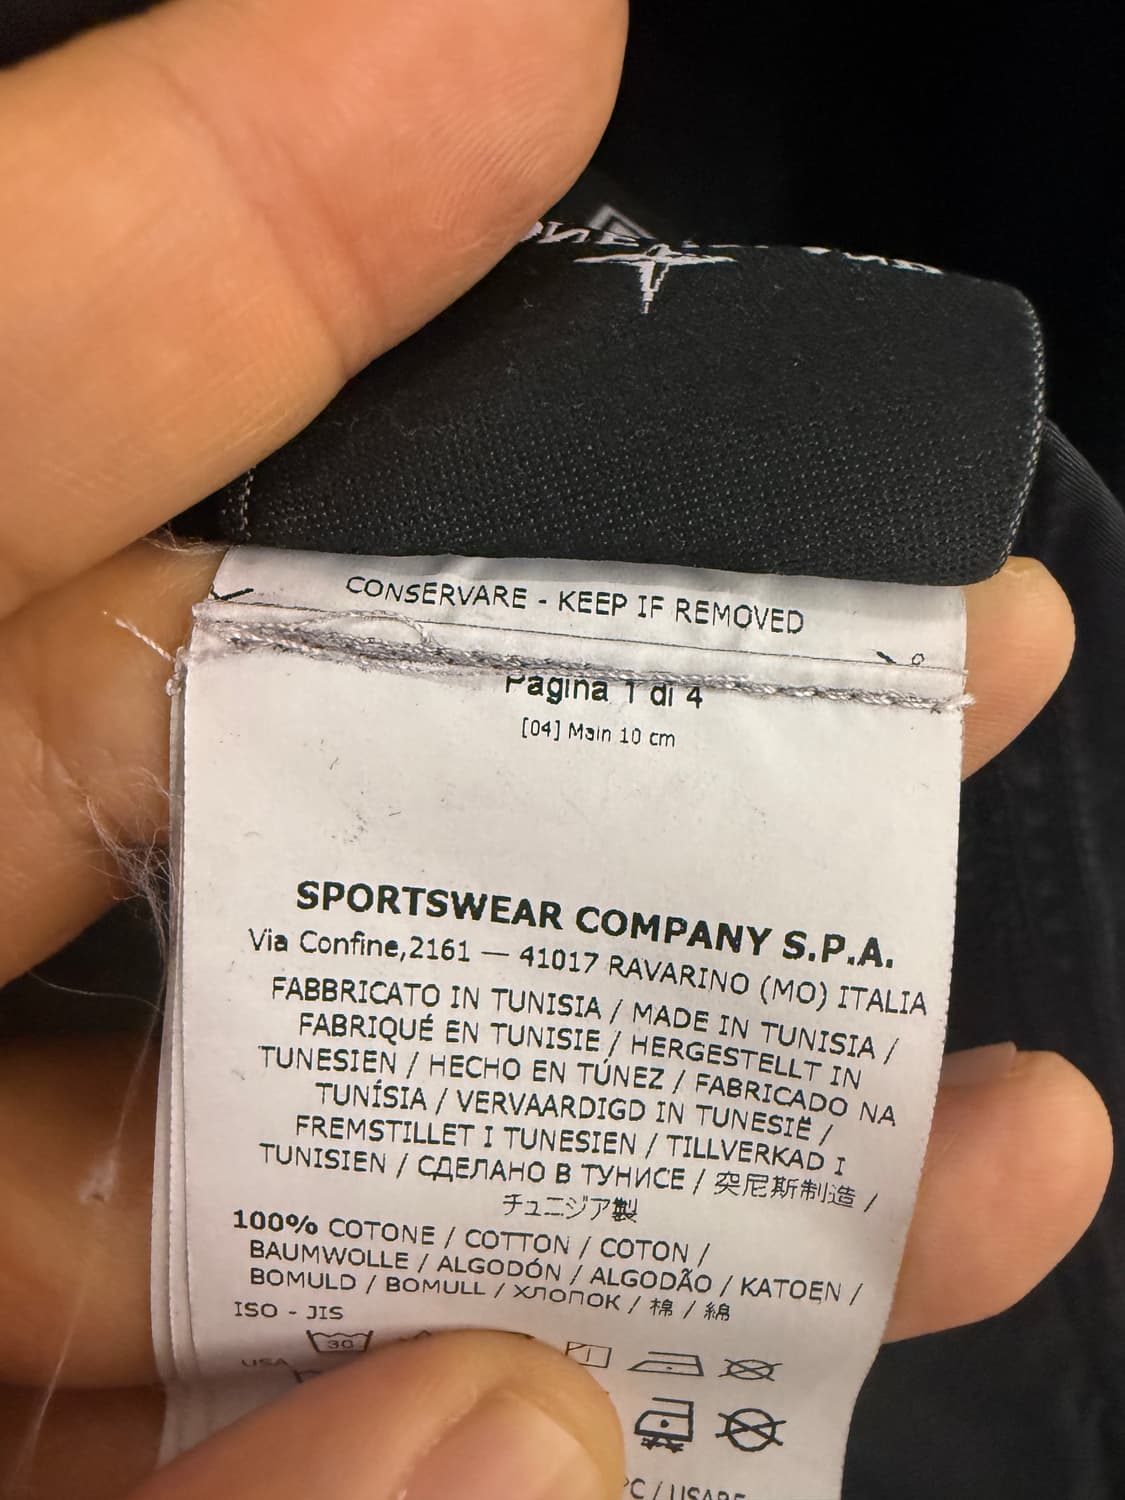 CONSERVARE - KEEP IF REMOVED
Pagina 1 di 4
[04] Main 10 cm
SPORTSWEAR COMPANY S.P.A.
Via Confine,2161 — 41017 RAVARINO (MO) ITALIA
FABBRICATO IN TUNISIA / MADE IN TUNISIA /
FABRIQUÉ EN TUNISIE / HERGESTELLT IN
TUNESIEN / HECHO EN TÚNEZ / FABRICADO NA
TUNÍSIA / VERVAARDIGD IN TUNESIË /
FREMSTILLET I TUNESIEN / TILLVERKAD I
TUNISIEN / СДЕЛАНО В ТУНИСЕ / 突尼斯制造 /
チュニジア製
100% COTONE / COTTON / COTON /
BAUMWOLLE / ALGODÓN / ALGODÃO / KATOEN /
BOMULD / BOMULL / ХЛОПОК / 棉 / 綿
ISO - JIS
30
USA